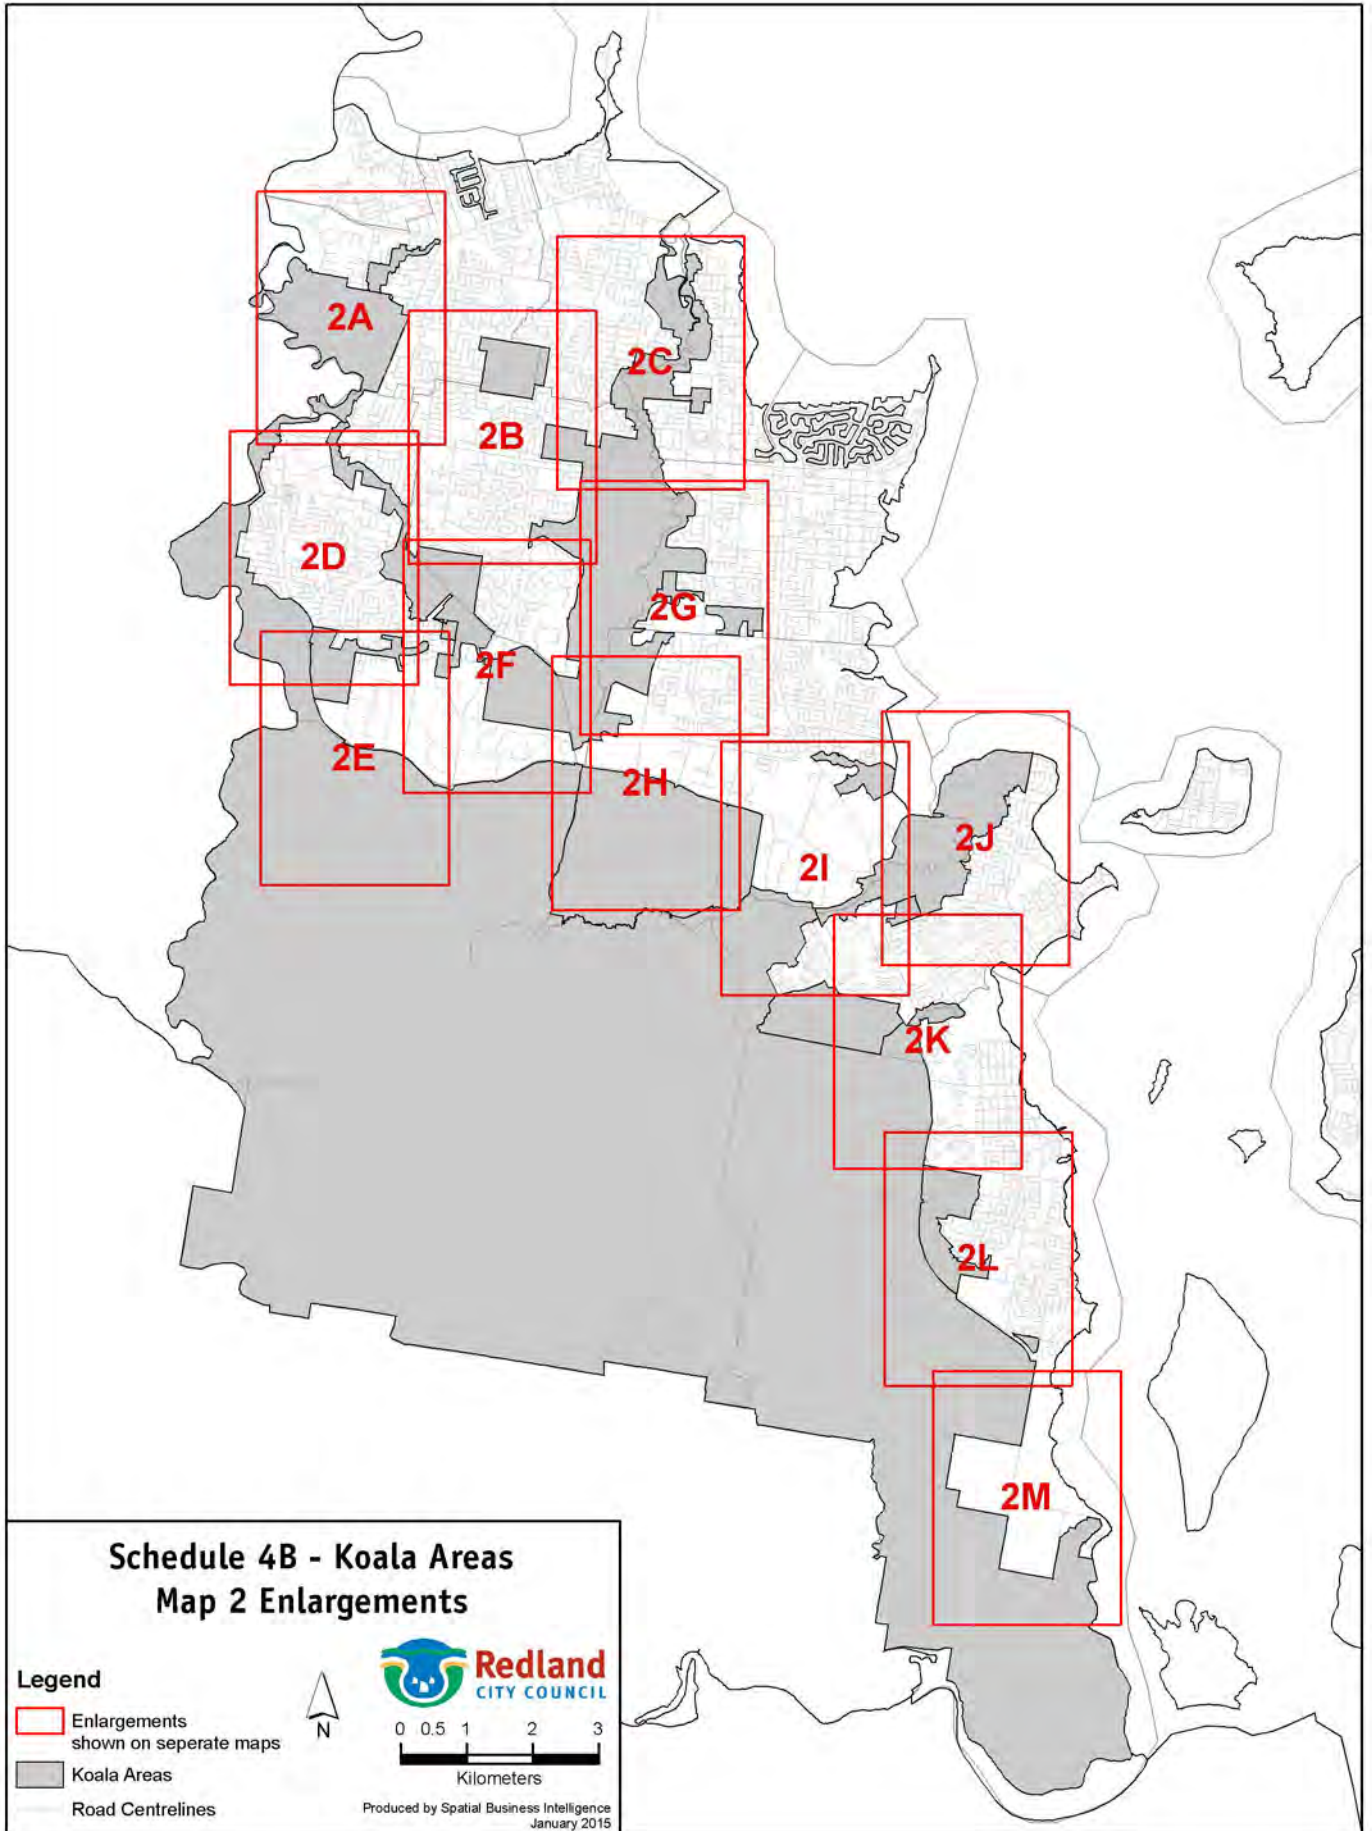 2A
2C
2B
2D
2G
2F
2E
2H
2J
2I
2K
2L
2M
Schedule 4B - Koala Areas
Map 2 Enlargements
Redland
CITY COUNCIL
Legend
Enlargements
shown on seperate maps
Koala Areas
Road Centrelines
N
0 0.5 1 2 3
Kilometers
Produced by Spatial Business Intelligence
January 2015